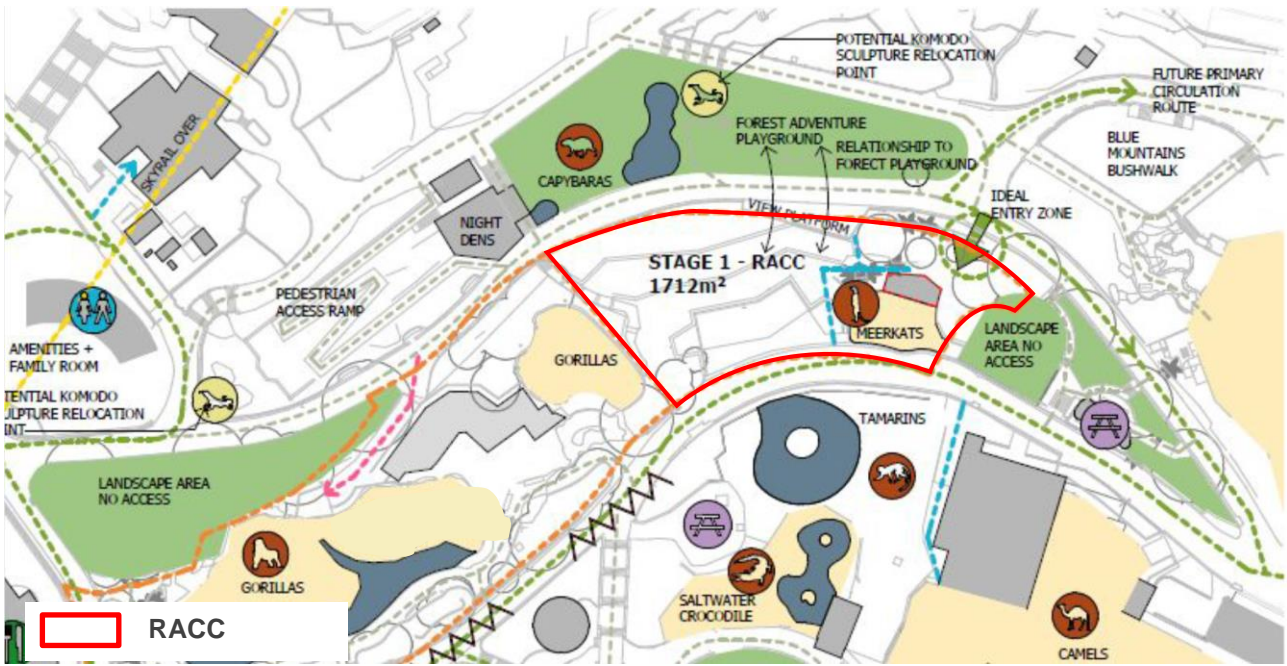 POTENTIAL KOMODO
SCULPTURE RELOCATION
POINT
FUTURE PRIMARY
CIRCULATION
ROUTE
SKYRAIL OVER
FOREST ADVENTURE
PLAYGROUND
RELATIONSHIP TO
FORECT PLAYGROUND
BLUE
MOUNTAINS
BUSHWALK
CAPYBARAS
IDEAL
ENTRY ZONE
NIGHT
DENS
VIEW PLATFORM
STAGE 1 - RACC
1712m²
PEDESTRIAN
ACCESS RAMP
MEERKATS
LANDSCAPE
AREA NO
ACCESS
GORILLAS
AMENITIES +
FAMILY ROOM
TENTIAL KOMODO
ULPTURE RELOCATION
INT
TAMARINS
LANDSCAPE AREA
NO ACCESS
GORILLAS
SALTWATER
CROCODILE
CAMELS
RACC